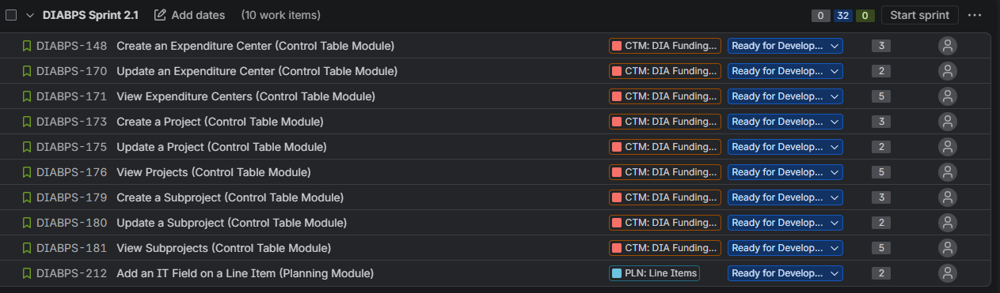 DIABPS Sprint 2.1 Add dates (10 work items) 0 32 0 Start sprint
DIABPS-148 Create an Expenditure Center (Control Table Module) CTM: DIA Funding... Ready for Develop... 3
DIABPS-170 Update an Expenditure Center (Control Table Module) CTM: DIA Funding... Ready for Develop... 2
DIABPS-171 View Expenditure Centers (Control Table Module) CTM: DIA Funding... Ready for Develop... 5
DIABPS-173 Create a Project (Control Table Module) CTM: DIA Funding... Ready for Develop... 3
DIABPS-175 Update a Project (Control Table Module) CTM: DIA Funding... Ready for Develop... 2
DIABPS-176 View Projects (Control Table Module) CTM: DIA Funding... Ready for Develop... 5
DIABPS-179 Create a Subproject (Control Table Module) CTM: DIA Funding... Ready for Develop... 3
DIABPS-180 Update a Subproject (Control Table Module) CTM: DIA Funding... Ready for Develop... 2
DIABPS-181 View Subprojects (Control Table Module) CTM: DIA Funding... Ready for Develop... 5
DIABPS-212 Add an IT Field on a Line Item (Planning Module) PLN: Line Items Ready for Develop... 2